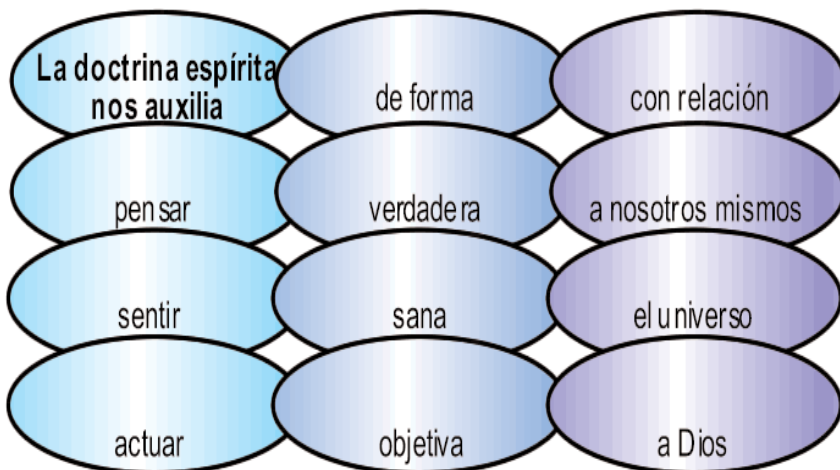 La doctrina espírita
nos auxilia
de forma
con relación
pensar
verdadera
a nosotros mismos
sentir
sana
el universo
actuar
objetiva
a Dios